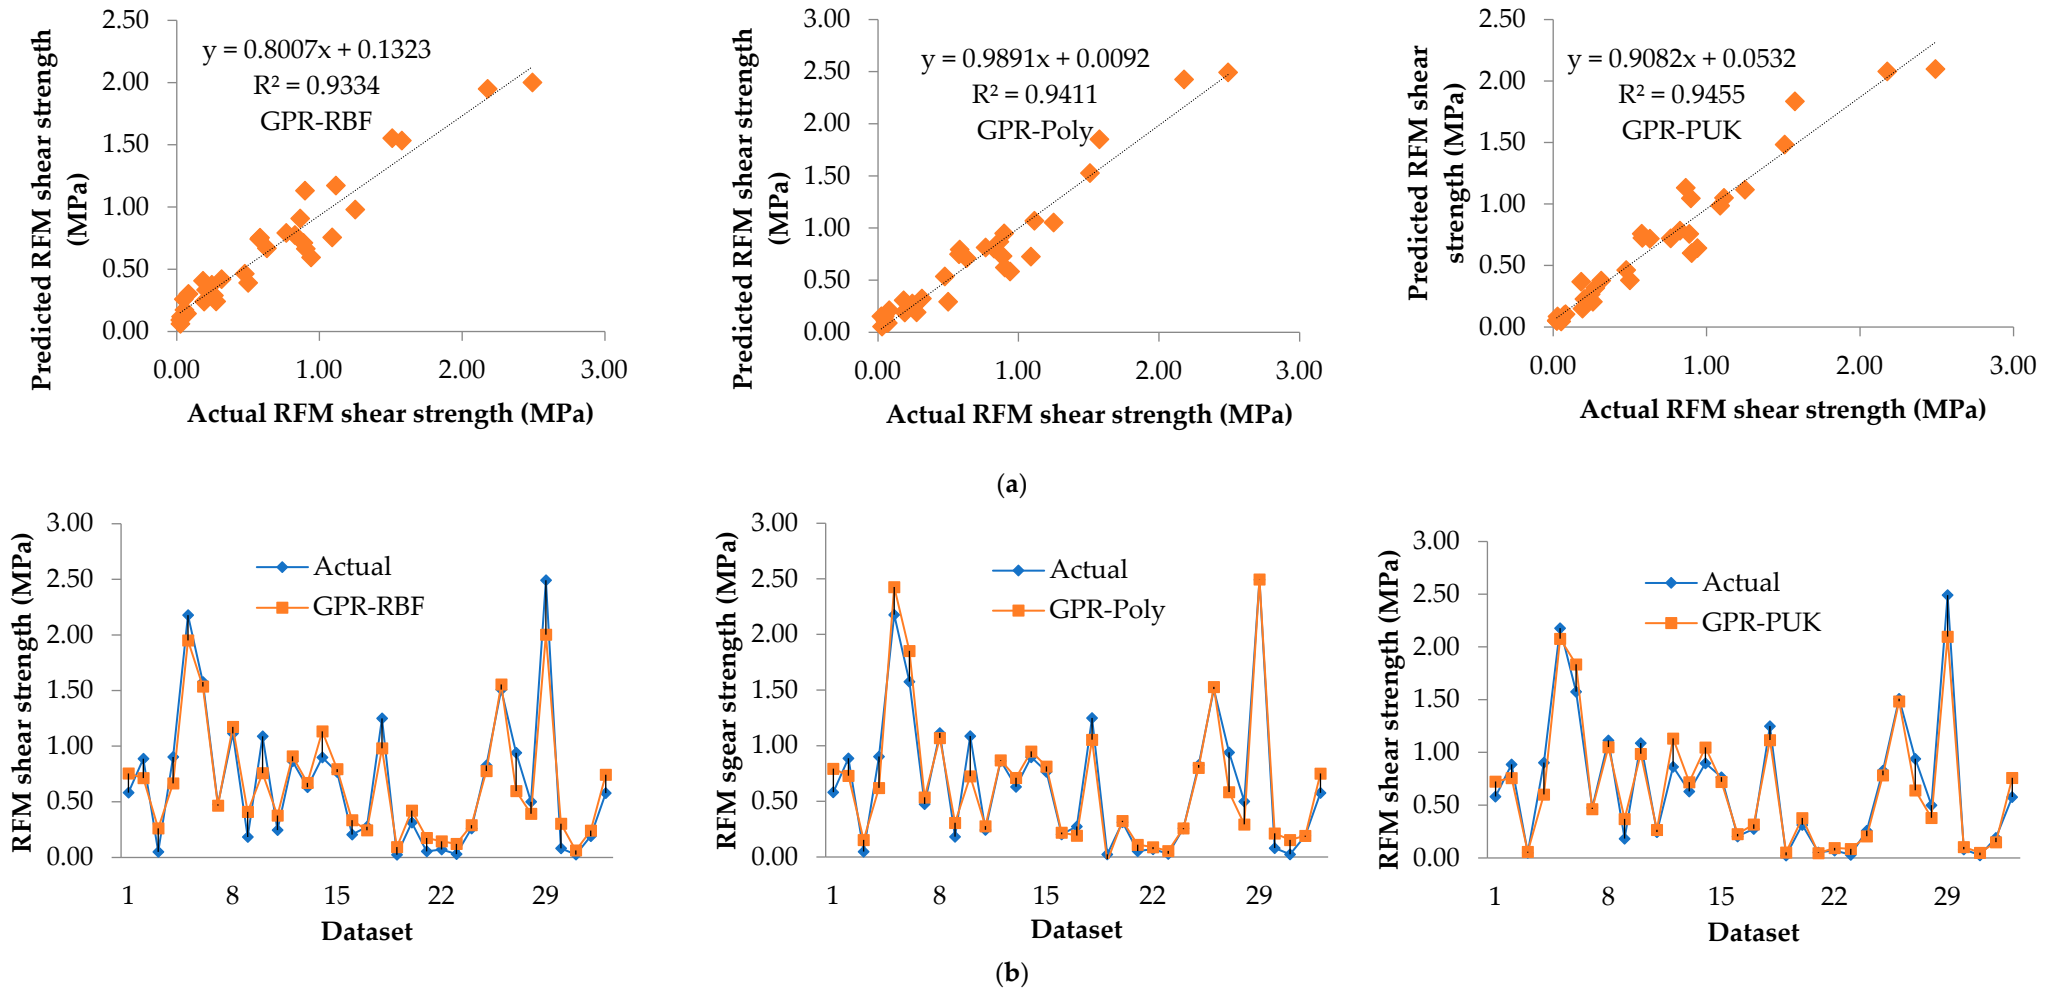 Predicted RFM shear strength
(MPa)
2.50
2.00
1.50
1.00
0.50
0.00
y = 0.8007x + 0.1323
R² = 0.9334
GPR-RBF
0.00 1.00 2.00 3.00
Actual RFM shear strength (MPa)
Predicted RFM shear strength
(MPa)
3.00
2.50
2.00
1.50
1.00
0.50
0.00
y = 0.9891x + 0.0092
R² = 0.9411
GPR-Poly
0.00 1.00 2.00 3.00
Actual RFM shear strength (MPa)
Predicted RFM shear
strength (MPa)
2.50
2.00
1.50
1.00
0.50
0.00
y = 0.9082x + 0.0532
R² = 0.9455
GPR-PUK
0.00 1.00 2.00 3.00
Actual RFM shear strength (MPa)
(a)
RFM shear strength (MPa)
3.00
2.50
2.00
1.50
1.00
0.50
0.00
Actual
GPR-RBF
1 8 15 22 29
Dataset
RFM sgear strength (MPa)
3.00
2.50
2.00
1.50
1.00
0.50
0.00
Actual
GPR-Poly
1 8 15 22 29
Dataset
RFM shear strength (MPa)
3.00
2.50
2.00
1.50
1.00
0.50
0.00
Actual
GPR-PUK
1 8 15 22 29
Dataset
(b)